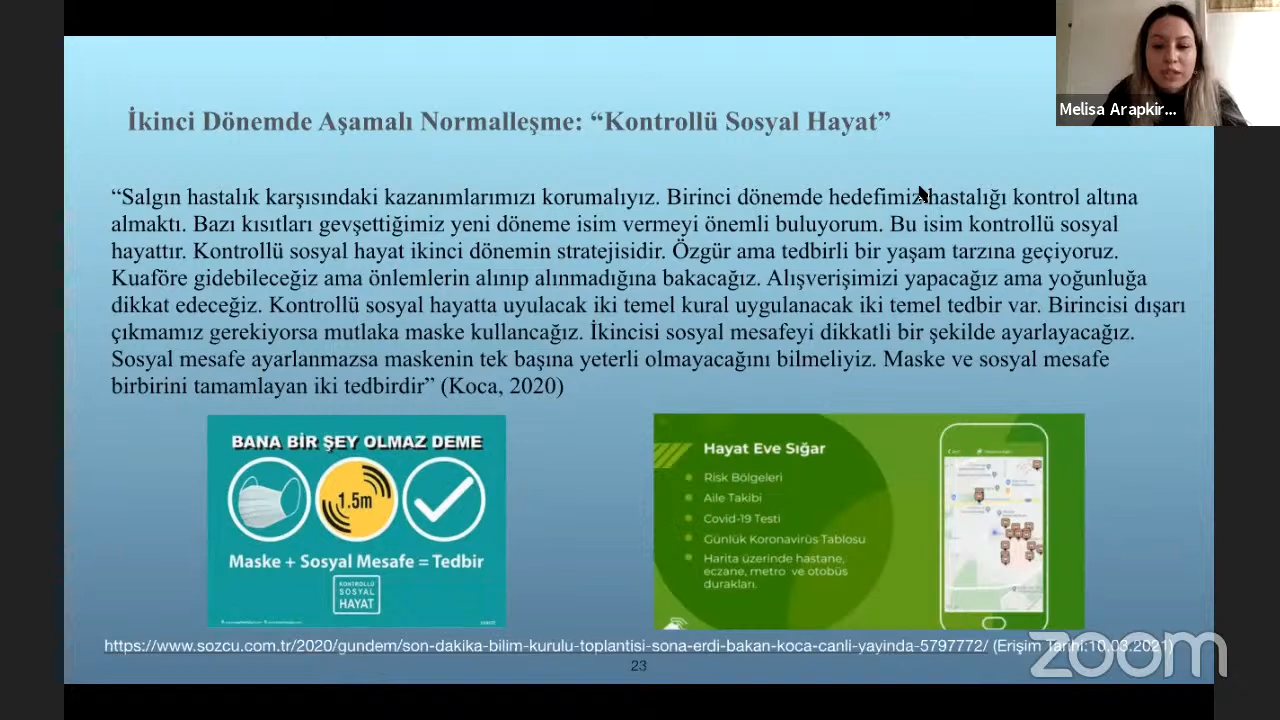 Melisa Arapkir...
İkinci Dönemde Aşamalı Normalleşme: “Kontrollü Sosyal Hayat”
“Salgın hastalık karşısındaki kazanımlarımızı korumalıyız. Birinci dönemde hedefimiz hastalığı kontrol altına
almaktı. Bazı kısıtları gevşettiğimiz yeni döneme isim vermeyi önemli buluyorum. Bu isim kontrollü sosyal
hayattır. Kontrollü sosyal hayat ikinci dönemin stratejisidir. Özgür ama tedbirli bir yaşam tarzına geçiyoruz.
Kuaföre gidebileceğiz ama önlemlerin alınıp alınmadığına bakacağız. Alışverişimizi yapacağız ama yoğunluğa
dikkat edeceğiz. Kontrollü sosyal hayatta uyulacak iki temel kural uygulanacak iki temel tedbir var. Birincisi dışarı
çıkmamız gerekiyorsa mutlaka maske kullancağız. İkincisi sosyal mesafeyi dikkatli bir şekilde ayarlayacağız.
Sosyal mesafe ayarlanmazsa maskenin tek başına yeterli olmayacağını bilmeliyiz. Maske ve sosyal mesafe
birbirini tamamlayan iki tedbirdir” (Koca, 2020)
BANA BİR ŞEY OLMAZ DEME
1.5m
Maske + Sosyal Mesafe = Tedbir
KONTROLLÜ
SOSYAL
HAYAT
Hayat Eve Sığar
Risk Bölgeleri
Aile Takibi
Covid-19 Testi
Günlük Koronavirüs Tablosu
Harita üzerinde hastane,
eczane, metro ve otobüs
durakları.
https://www.sozcu.com.tr/2020/gundem/son-dakika-bilim-kurulu-toplantisi-sona-erdi-bakan-koca-canli-yayinda-5797772/ (Erişim Tarihi:10.03.2021)
23
zoom